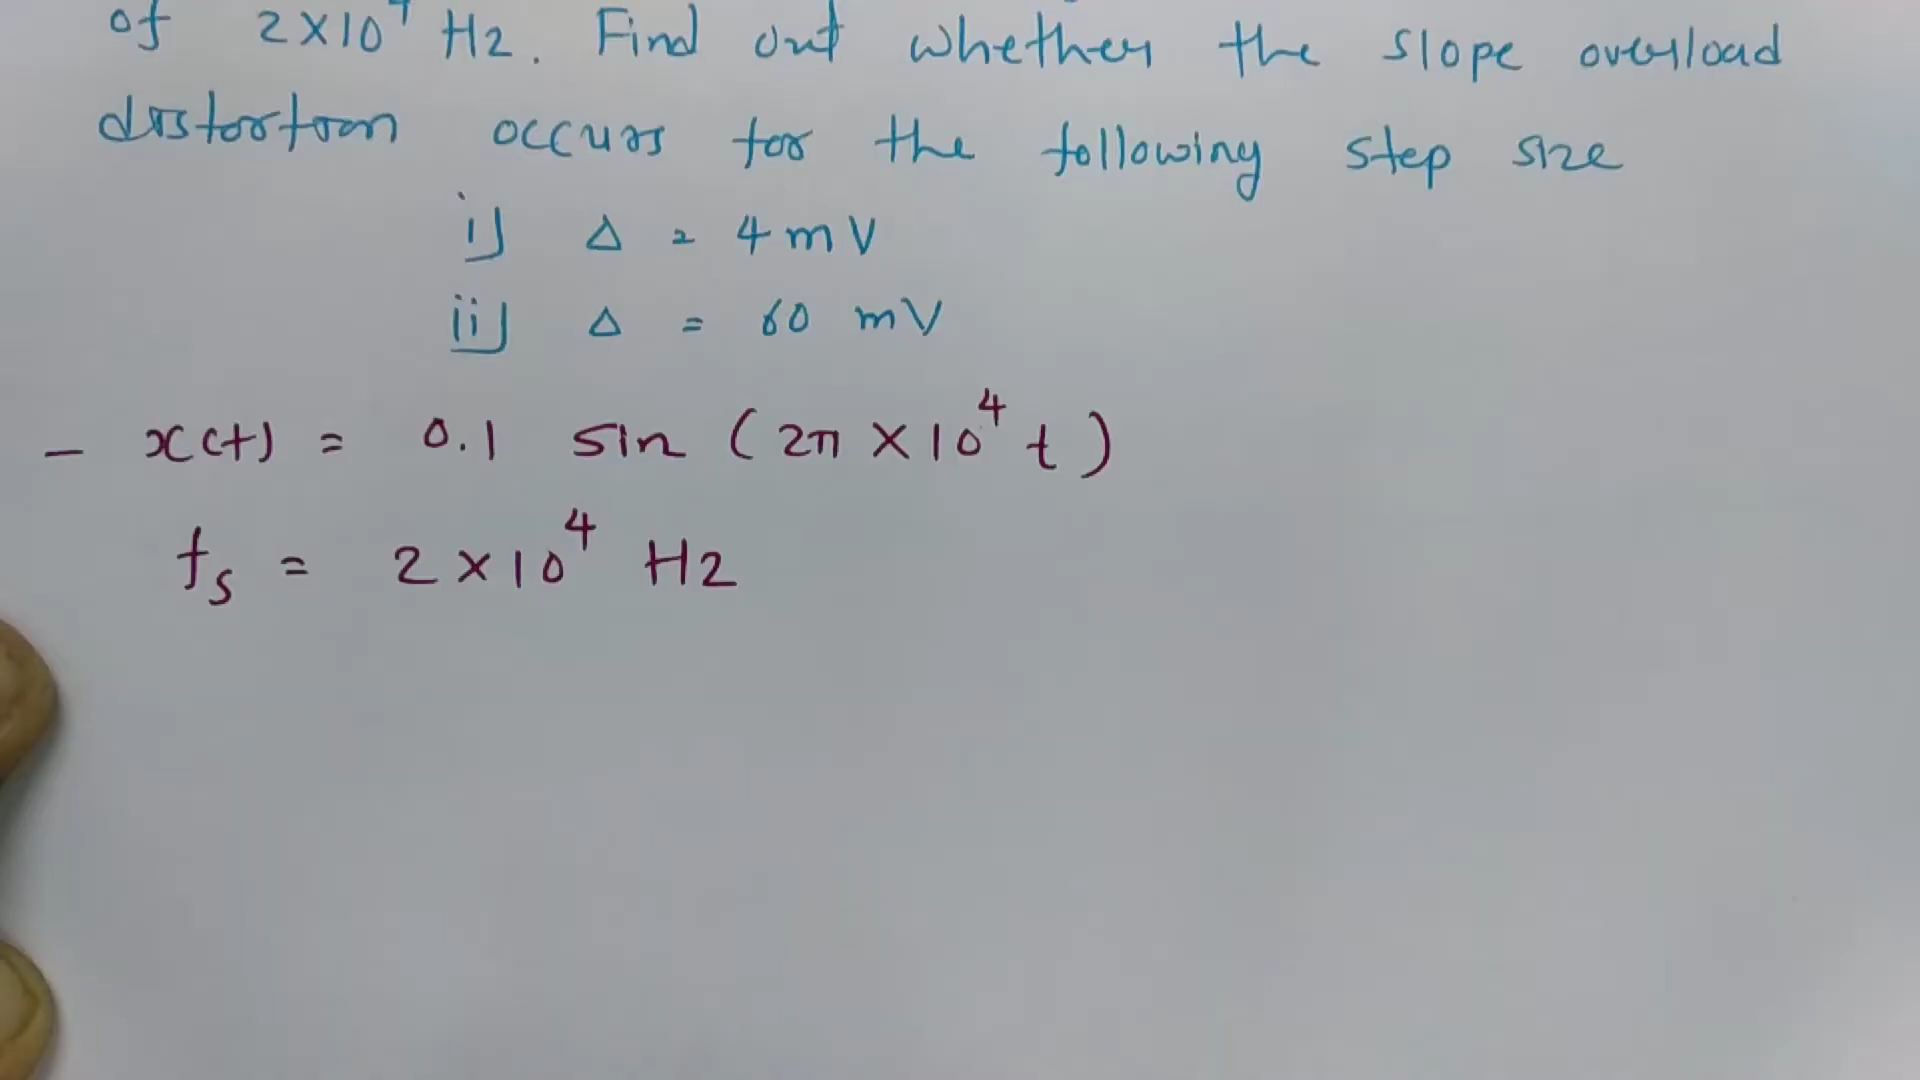 of 2×10⁴ Hz. Find out whether the slope overload
distortion occurs for the following step size
i) Δ = 4 mV
ii) Δ = 60 mV
– x(t) = 0.1 sin (2π × 10⁴ t)
fs = 2 × 10⁴ Hz